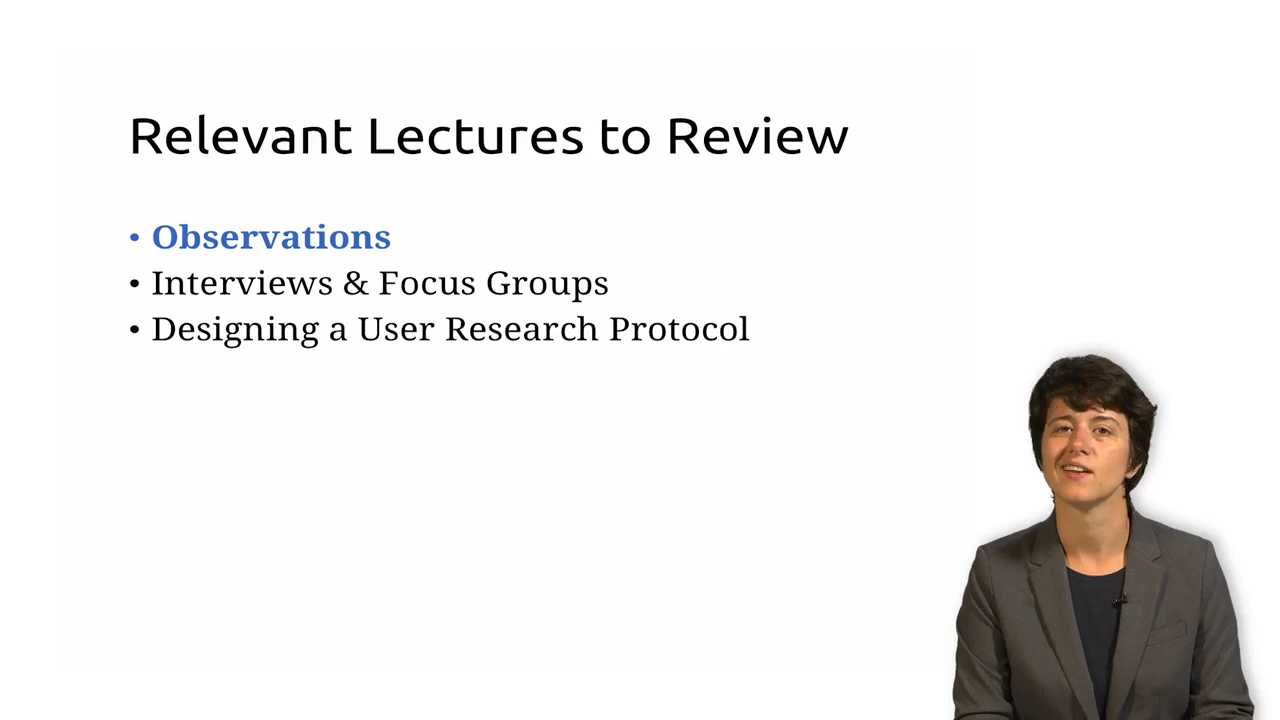 Relevant Lectures to Review
• Observations
• Interviews & Focus Groups
• Designing a User Research Protocol